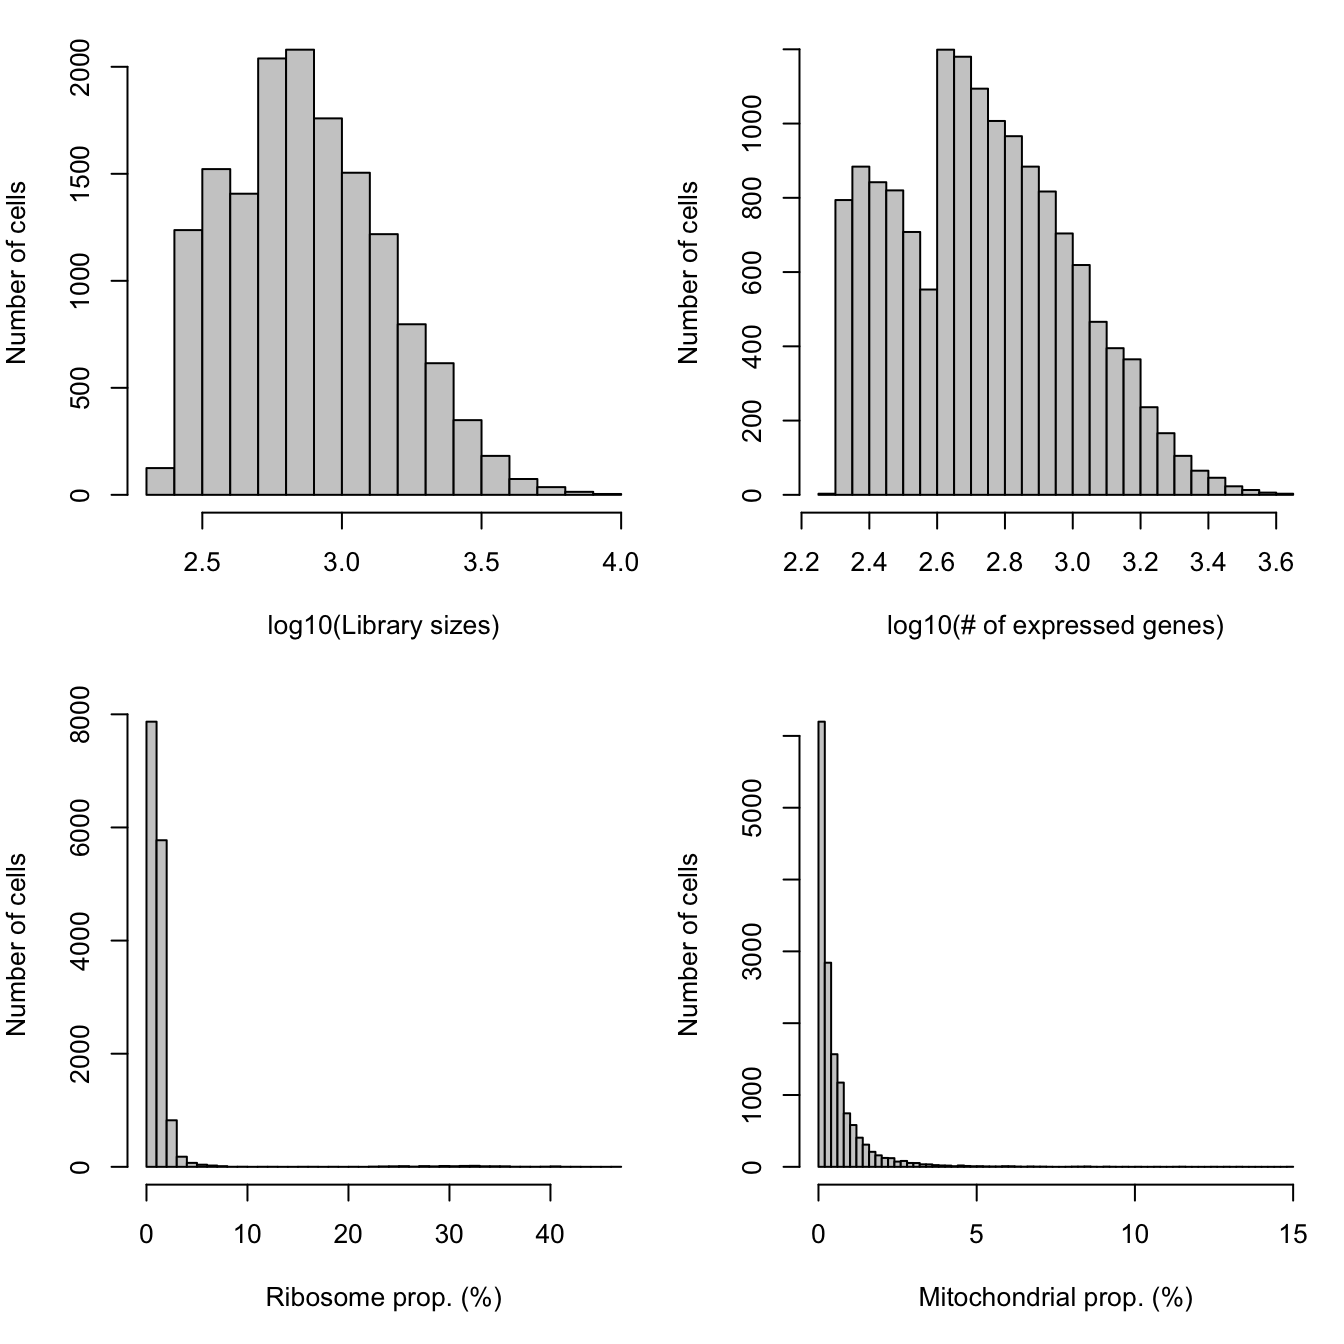 Number of cells
0 500 1000 1500 2000
2.5 3.0 3.5 4.0
log10(Library sizes)
Number of cells
0 200 400 600 800 1000
2.2 2.4 2.6 2.8 3.0 3.2 3.4 3.6
log10(# of expressed genes)
Number of cells
0 2000 4000 6000 8000
0 10 20 30 40
Ribosome prop. (%)
Number of cells
0 1000 3000 5000
0 5 10 15
Mitochondrial prop. (%)